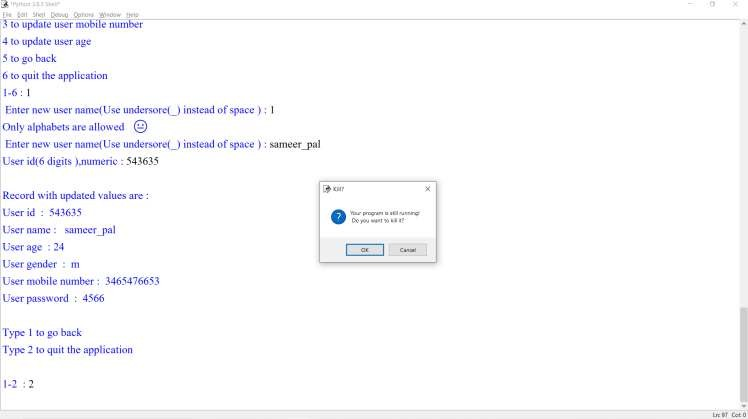 *Python 3.8.5 Shell*
File Edit Shell Debug Options Window Help
3 to update user mobile number
4 to update user age
5 to go back
6 to quit the application
1-6 : 1
Enter new user name(Use undersore(_) instead of space ) : 1
Only alphabets are allowed 😐
Enter new user name(Use undersore(_) instead of space ) : sameer_pal
User id(6 digits ),numeric : 543635
Record with updated values are :
User id : 543635
User name : sameer_pal
User age : 24
User gender : m
User mobile number : 3465476653
User password : 4566
Type 1 to go back
Type 2 to quit the application
1-2 : 2
Kill?
Your program is still running!
Do you want to kill it?
OK Cancel
Ln: 97 Col: 0